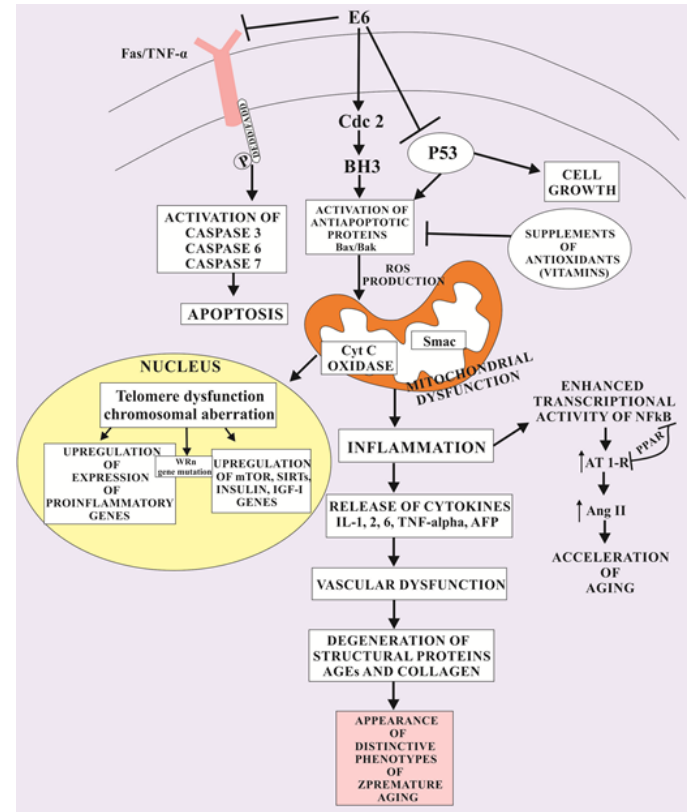 E6
Fas/TNF-α
Cdc 2
BH3
P53
P
CELL
GROWTH
ACTIVATION OF
CASPASE 3
CASPASE 6
CASPASE 7
APOPTOSIS
ACTIVATION OF
ANTIAPOPTOTIC
PROTEINS
Bax/Bak
SUPPLEMENTS
OF
ANTIOXIDANTS
(VITAMINS)
ROS
PRODUCTION
Cyt C
OXIDASE
Smac
MITOCHONDRIAL
DYSFUNCTION
NUCLEUS
Telomere dysfunction
chromosomal aberration
UPREGULATION
OF
EXPRESSION
OF
PROINFLAMMATORY
GENES
WRn
gene mutation
UPREGULATION
OF mTOR, SIRTs,
INSULIN, IGF-I
GENES
INFLAMMATION
RELEASE OF CYTOKINES
IL-1, 2, 6, TNF-alpha, AFP
VASCULAR DYSFUNCTION
DEGENERATION OF
STRUCTURAL PROTEINS
AGEs AND COLLAGEN
APPEARANCE
OF
DISTINCTIVE
PHENOTYPES
OF
ZPREMATURE
AGING
ENHANCED
TRANSCRIPTIONAL
ACTIVITY OF NFkB
PPAR
AT 1-R
Ang II
ACCELERATION
OF
AGING